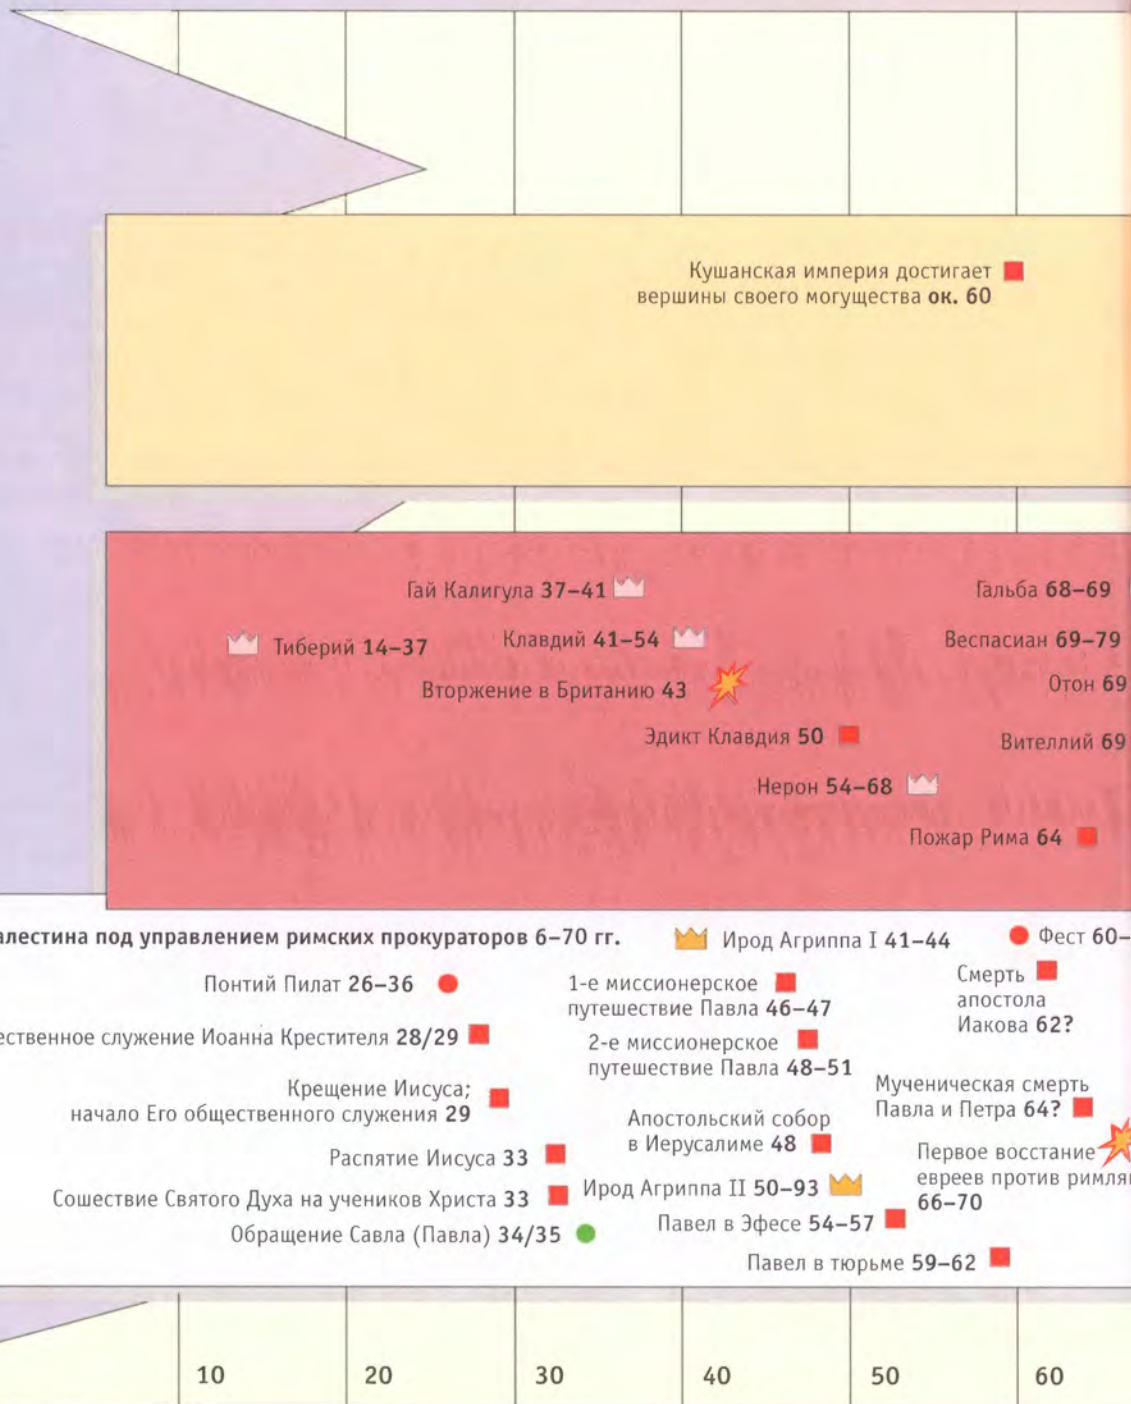 Кушанская империя достигает
вершины своего могущества ок. 60
Гай Калигула 37–41
Гальба 68–69
Тиберий 14–37
Клавдий 41–54
Веспасиан 69–79
Вторжение в Британию 43
Отон 69
Эдикт Клавдия 50
Вителлий 69
Нерон 54–68
Пожар Рима 64
алестина под управлением римских прокураторов 6–70 гг.
Ирод Агриппа I 41–44
Фест 60–
Понтий Пилат 26–36
1-е миссионерское
путешествие Павла 46–47
Смерть
апостола
Иакова 62?
ественное служение Иоанна Крестителя 28/29
2-е миссионерское
путешествие Павла 48–51
Крещение Иисуса;
начало Его общественного служения 29
Мученическая смерть
Павла и Петра 64?
Апостольский собор
в Иерусалиме 48
Распятие Иисуса 33
Первое восстание
евреев против римлян
66–70
Сошествие Святого Духа на учеников Христа 33
Ирод Агриппа II 50–93
Павел в Эфесе 54–57
Обращение Савла (Павла) 34/35
Павел в тюрьме 59–62
10 20 30 40 50 60